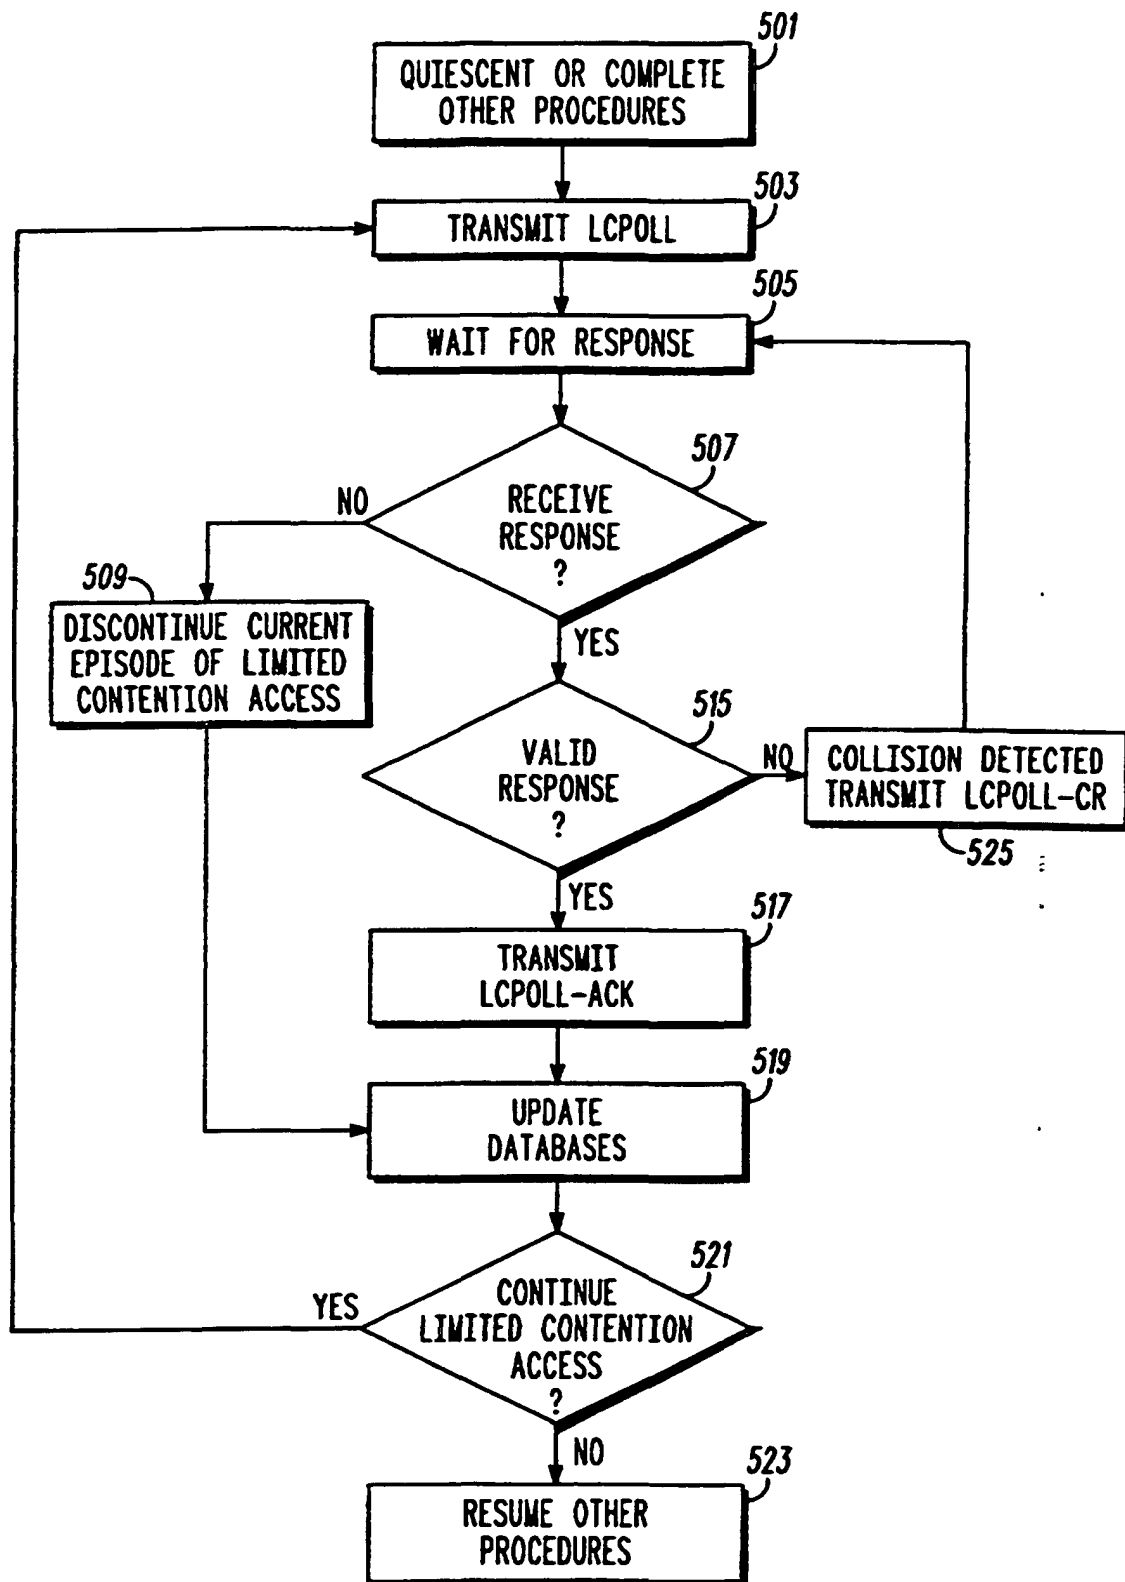 501
QUIESCENT OR COMPLETE
OTHER PROCEDURES
503
TRANSMIT LCPOLL
505
WAIT FOR RESPONSE
507
NO
RECEIVE
RESPONSE
?
509
DISCONTINUE CURRENT
EPISODE OF LIMITED
CONTENTION ACCESS
YES
515
VALID
RESPONSE
?
NO
COLLISION DETECTED
TRANSMIT LCPOLL-CR
525
YES
517
TRANSMIT
LCPOLL-ACK
519
UPDATE
DATABASES
521
YES
CONTINUE
LIMITED CONTENTION
ACCESS
?
NO
523
RESUME OTHER
PROCEDURES